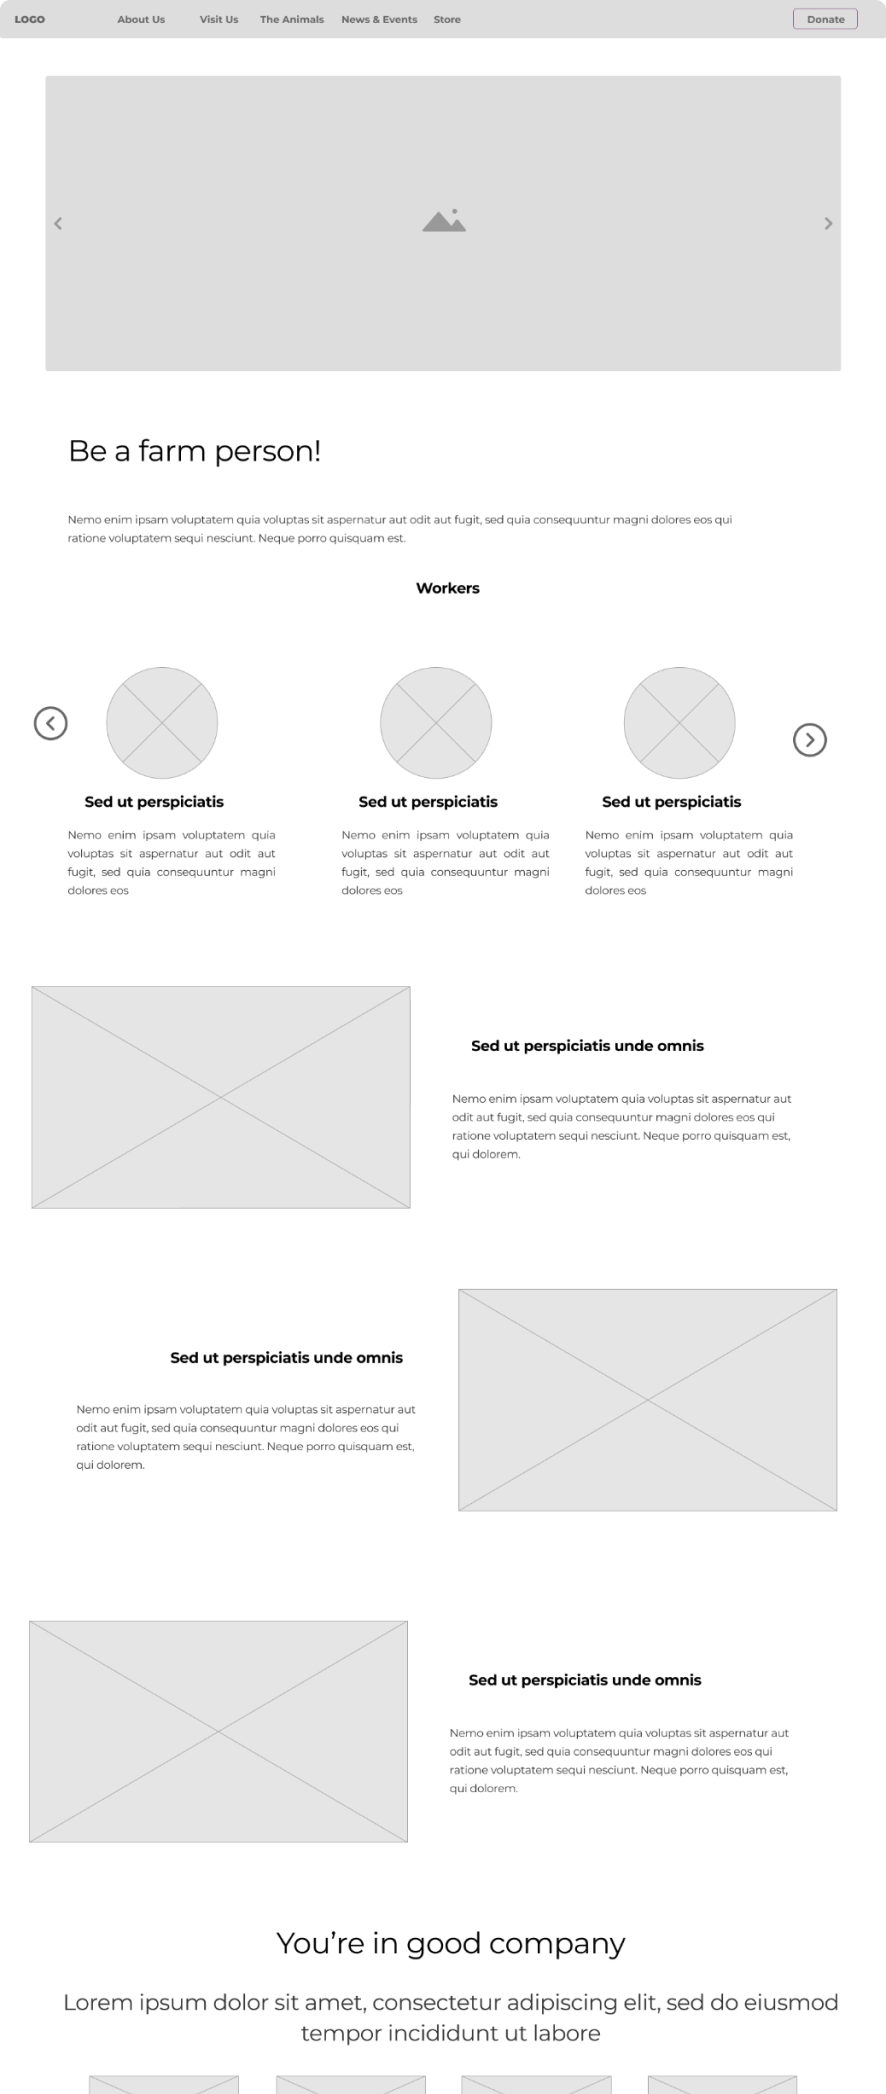 LOGO About Us Visit Us The Animals News & Events Store Donate
Be a farm person!
Nemo enim ipsam voluptatem quia voluptas sit aspernatur aut odit aut fugit, sed quia consequuntur magni dolores eos qui
ratione voluptatem sequi nesciunt. Neque porro quisquam est.
Workers
Sed ut perspiciatis
Nemo enim ipsam voluptatem quia
voluptas sit aspernatur aut odit aut
fugit, sed quia consequuntur magni
dolores eos
Sed ut perspiciatis
Nemo enim ipsam voluptatem quia
voluptas sit aspernatur aut odit aut
fugit, sed quia consequuntur magni
dolores eos
Sed ut perspiciatis
Nemo enim ipsam voluptatem quia
voluptas sit aspernatur aut odit aut
fugit, sed quia consequuntur magni
dolores eos
Sed ut perspiciatis unde omnis
Nemo enim ipsam voluptatem quia voluptas sit aspernatur aut
odit aut fugit, sed quia consequuntur magni dolores eos qui
ratione voluptatem sequi nesciunt. Neque porro quisquam est,
qui dolorem.
Sed ut perspiciatis unde omnis
Nemo enim ipsam voluptatem quia voluptas sit aspernatur aut
odit aut fugit, sed quia consequuntur magni dolores eos qui
ratione voluptatem sequi nesciunt. Neque porro quisquam est,
qui dolorem.
Sed ut perspiciatis unde omnis
Nemo enim ipsam voluptatem quia voluptas sit aspernatur aut
odit aut fugit, sed quia consequuntur magni dolores eos qui
ratione voluptatem sequi nesciunt. Neque porro quisquam est,
qui dolorem.
You're in good company
Lorem ipsum dolor sit amet, consectetur adipiscing elit, sed do eiusmod
tempor incididunt ut labore